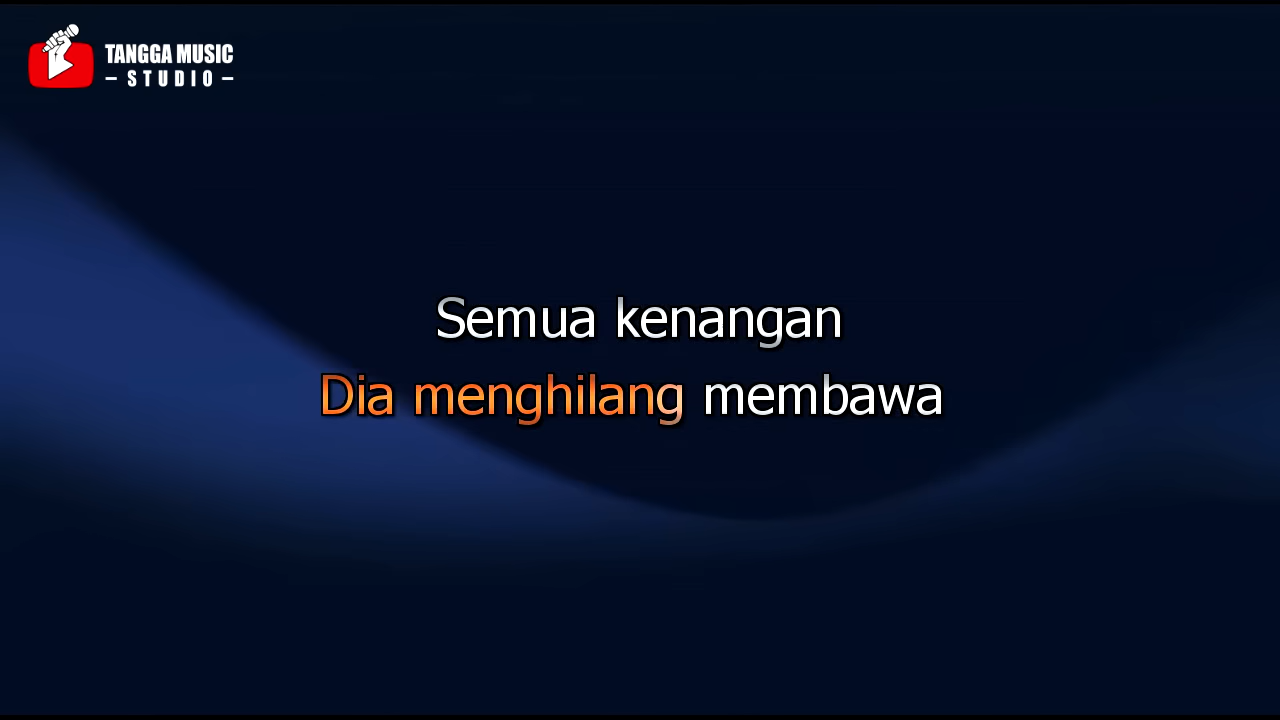 TANGGA MUSIC
– STUDIO –
Semua kenangan
Dia menghilang membawa